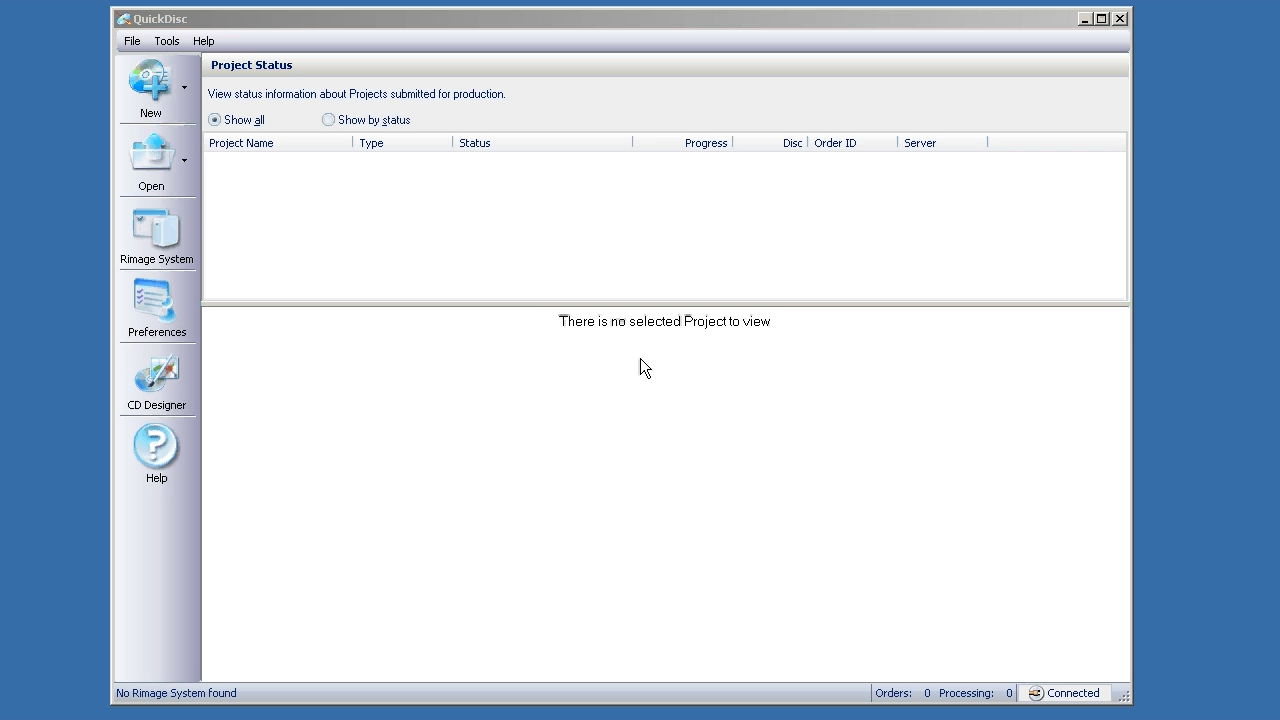 QuickDisc
File Tools Help
Project Status
View status information about Projects submitted for production.
Show all Show by status
Project Name Type Status Progress Disc Order ID Server
There is no selected Project to view
New
Open
Rimage System
Preferences
CD Designer
Help
No Rimage System found Orders: 0 Processing: 0 Connected